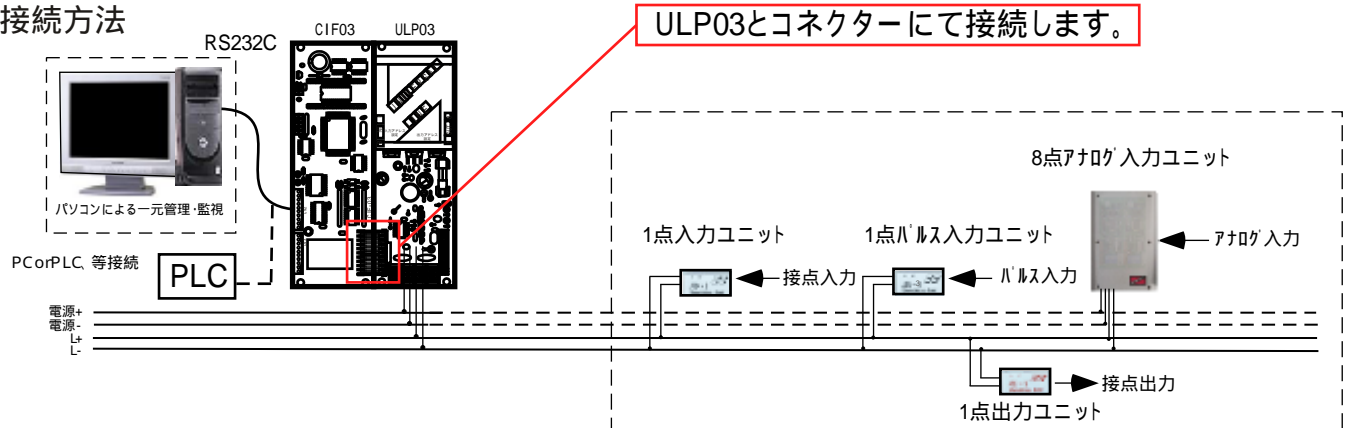 接続方法
RS232C
CIF03
ULP03
ULP03とコネクターにて接続します。
パソコンによる一元管理・監視
PCorPLC、等接続
PLC
8点アナログ入力ユニット
1点入力ユニット
1点パルス入力ユニット
アナログ入力
接点入力
パルス入力
電源+
電源-
L+
L-
接点出力
1点出力ユニット